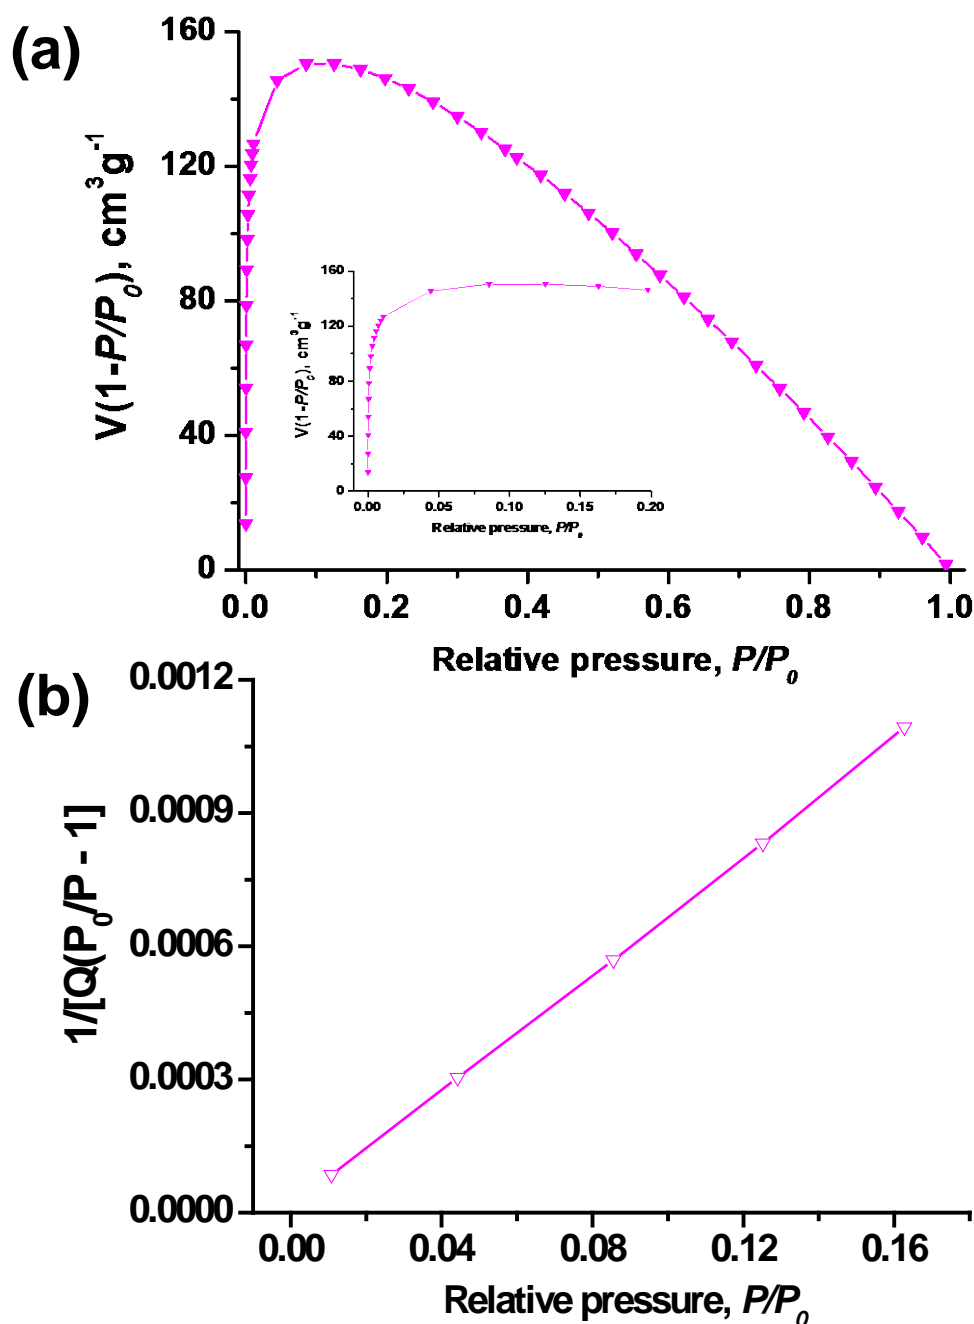 (a)
160
120
80
40
0
V(1-P/P₀), cm³g⁻¹
0.0 0.2 0.4 0.6 0.8 1.0
Relative pressure, P/P₀
160
120
80
40
0
V(1-P/P₀), cm³g⁻¹
0.00 0.05 0.10 0.15 0.20
Relative pressure, P/P₀
(b)
0.0012
0.0009
0.0006
0.0003
0.0000
1/[Q(P₀/P - 1]
0.00 0.04 0.08 0.12 0.16
Relative pressure, P/P₀